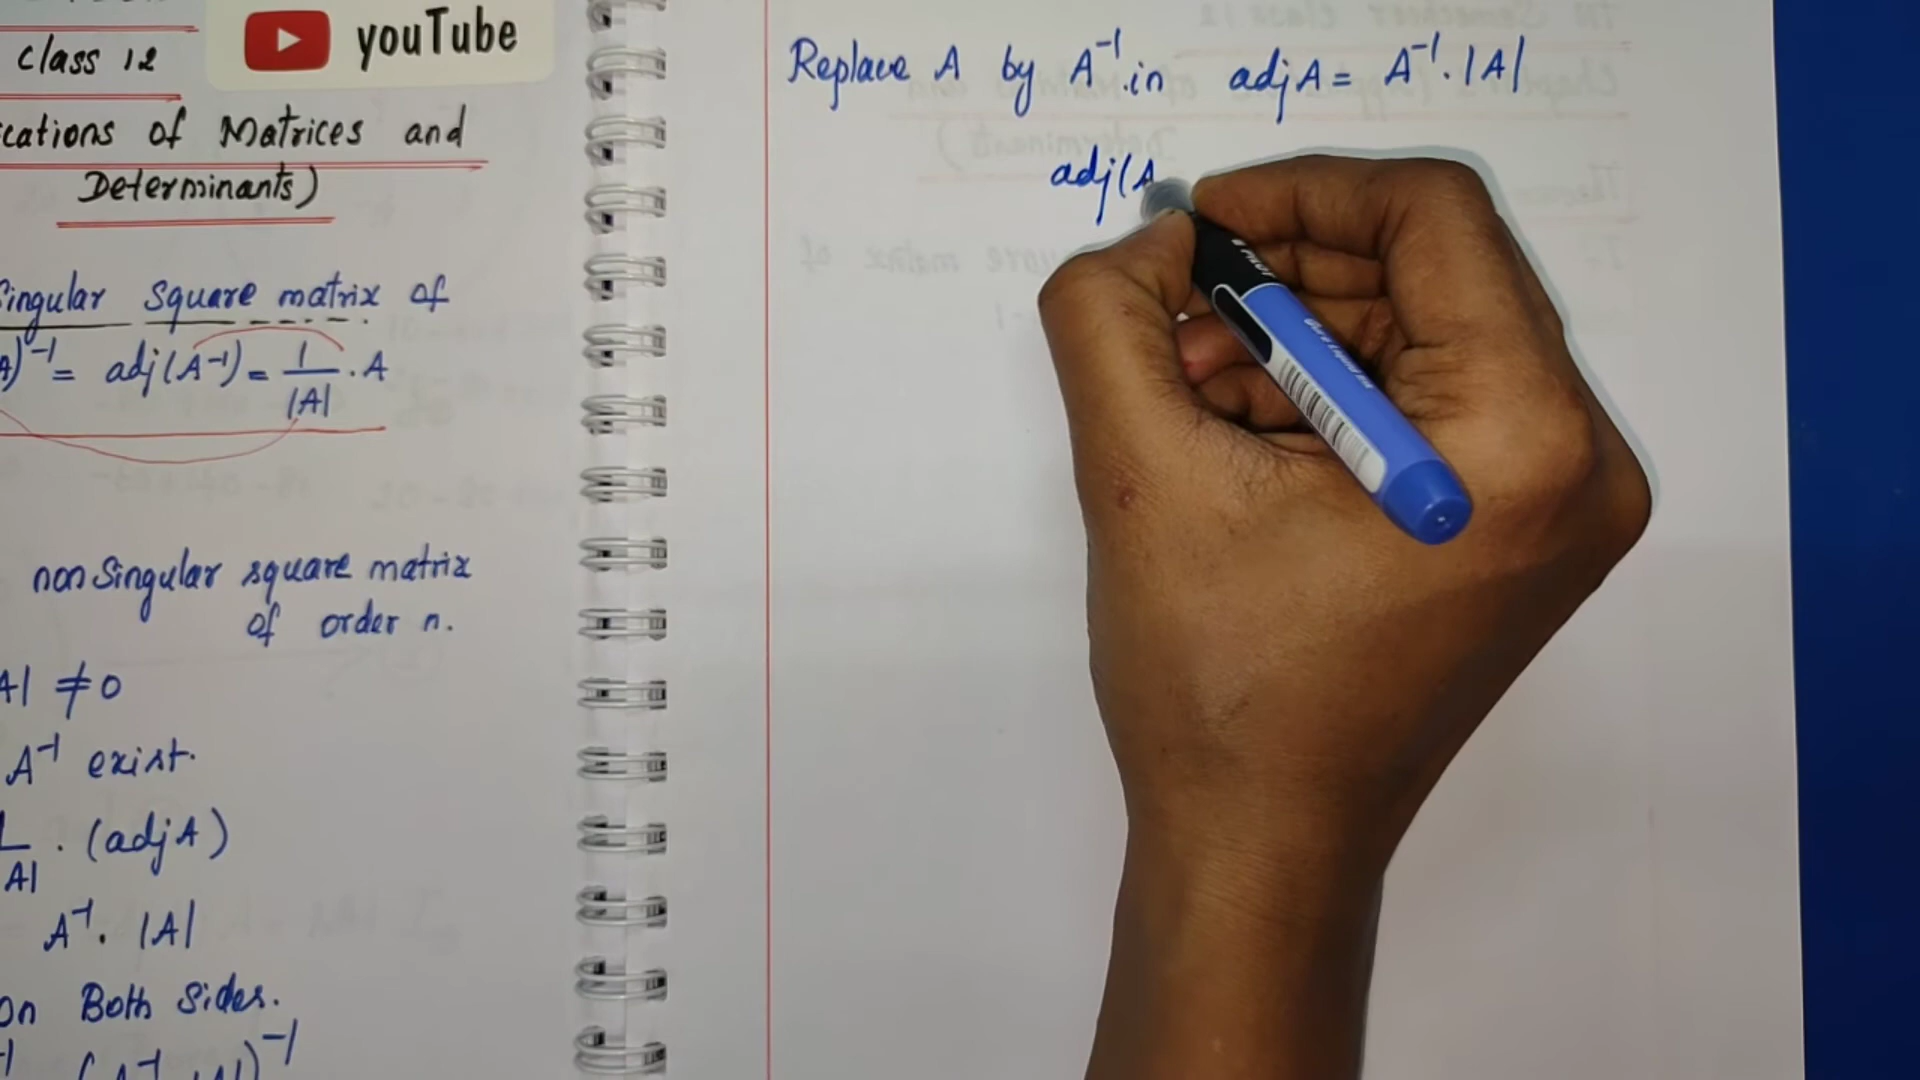 Class 12
youTube
cations of Matrices and
Determinants)
Singular square matrix of
A)⁻¹ = adj(A⁻¹) = 1/|A| . A
non Singular square matrix
of order n.
A| ≠ 0
A⁻¹ exist.
. (adj A)
A|
A⁻¹. |A|
on Both Sides.
Replace A by A⁻¹.in adj A = A⁻¹. |A|
adj(A